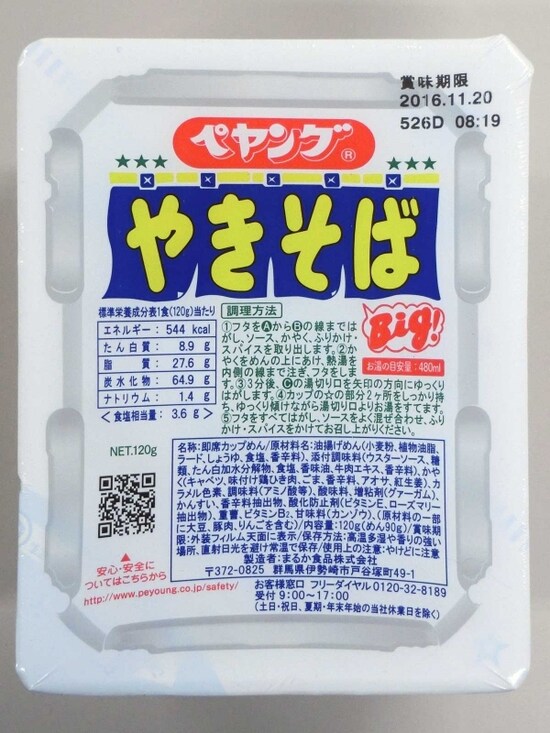 賞味期限
2016.11.20
526D 08:19
ペヤング®
やきそば
標準栄養成分表1食(120g)当たり
エネルギー: 544 kcal
たん白質: 8.9 g
脂質: 27.6 g
炭水化物: 64.9 g
ナトリウム: 1.4 g
<食塩相当量: 3.6 g>
調理方法
①フタをⒶからⒷの線まではがし、ソース、かやく、ふりかけ・
スパイスを取り出します。②か
やくをめんの上にあけ、熱湯を
内側の線まで注ぎ、フタをしま
す。③3分後、Ⓒの湯切り口を矢印の方向にゆっくり
はがします。④カップの☆の部分2ヶ所をしっかり持
ち、ゆっくり傾けながら湯切り口よりお湯をすてます。
⑤フタをすべてはがし、ソースをよく混ぜ合わせ、ふり
かけ・スパイスをかけてお召し上がりください。
Big!
お湯の目安量:480ml
NET.120g
名称:即席カップめん/原材料名:油揚げめん(小麦粉、植物油脂、
ラード、しょうゆ、食塩、香辛料)、添付調味料(ウスターソース、糖
類、たん白加水分解物、食塩、香味油、牛肉エキス、香辛料)、かや
く(キャベツ、味付け鶏ひき肉、ごま、香辛料、アオサ、紅生姜)、カ
ラメル色素、調味料(アミノ酸等)、酸味料、増粘剤(グァーガム)、
かんすい、香辛料抽出物、酸化防止剤(ビタミンE、ローズマリー
抽出物)、重曹、ビタミンB2、甘味料(カンゾウ)、(原材料の一部
に大豆、豚肉、りんごを含む)/内容量:120g(めん90g)/賞味期
限:外装フィルム天面に表示/保存方法:高温多湿や香りの強い
場所、直射日光を避け常温で保存/使用上の注意:やけどに注意
製造者:まるか食品株式会社
〒372-0825 群馬県伊勢崎市戸谷塚町49-1
安心・安全に
ついてはこちらから
http://www.peyoung.co.jp/safety/
お客様窓口 フリーダイヤル 0120-32-8189
受付 9:00〜17:00
(土・日・祝日、夏期・年末年始の当社休業日を除く)